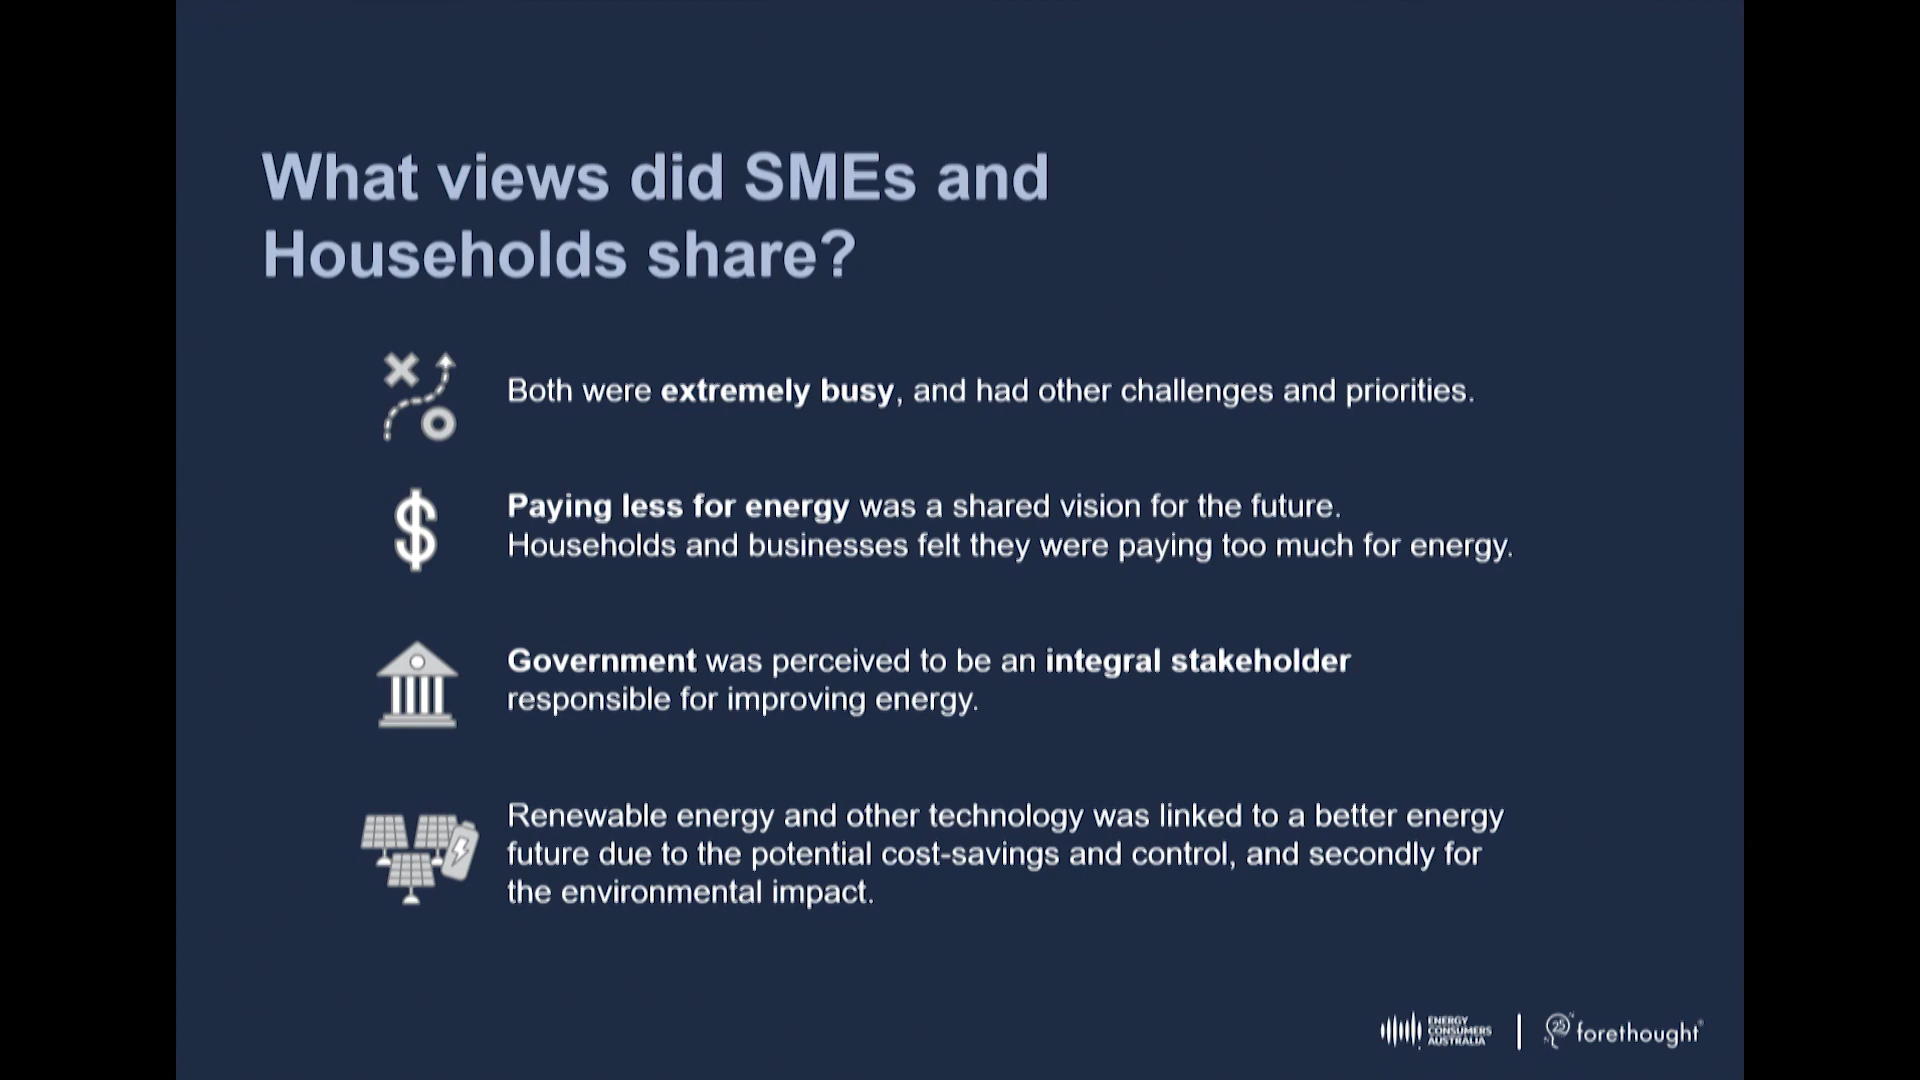 What views did SMEs and
Households share?
Both were extremely busy, and had other challenges and priorities.
Paying less for energy was a shared vision for the future.
Households and businesses felt they were paying too much for energy.
Government was perceived to be an integral stakeholder
responsible for improving energy.
Renewable energy and other technology was linked to a better energy
future due to the potential cost-savings and control, and secondly for
the environmental impact.
ENERGY
CONSUMERS
AUSTRALIA
25
forethought